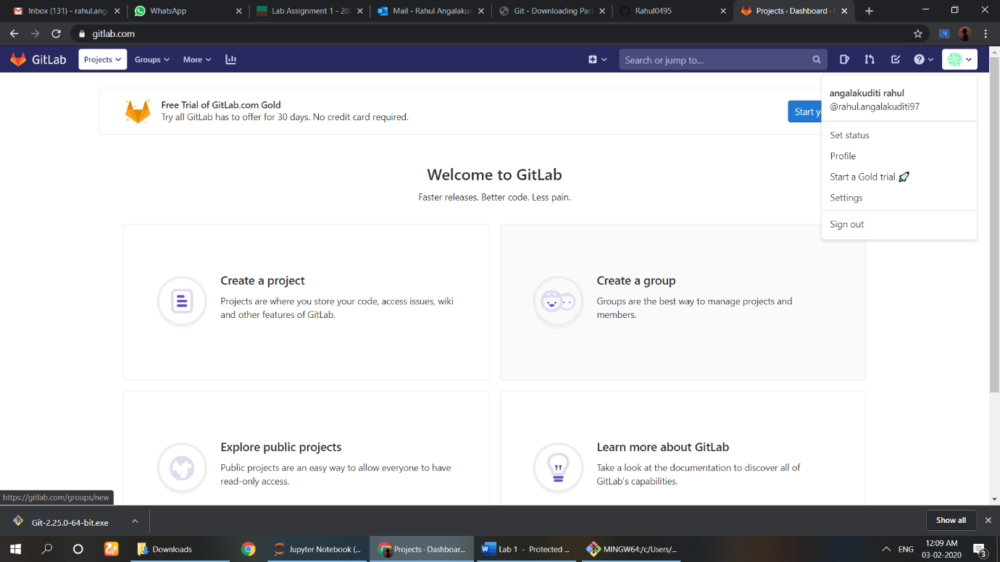 Inbox (131) - rahul.ang
WhatsApp
Lab Assignment 1 - 202
Mail - Rahul Angalakud
Git - Downloading Pac
Rahul0495
Projects · Dashboard ·
gitlab.com
GitLab
Projects
Groups
More
Search or jump to...
angalakuditi rahul
@rahul.angalakuditi97
Set status
Profile
Start a Gold trial 🚀
Settings
Sign out
Free Trial of GitLab.com Gold
Try all GitLab has to offer for 30 days. No credit card required.
Start y
Welcome to GitLab
Faster releases. Better code. Less pain.
Create a project
Projects are where you store your code, access issues, wiki
and other features of GitLab.
Create a group
Groups are the best way to manage projects and
members.
Explore public projects
Public projects are an easy way to allow everyone to have
read-only access.
Learn more about GitLab
Take a look at the documentation to discover all of
GitLab's capabilities.
https://gitlab.com/groups/new
Git-2.25.0-64-bit.exe
Show all
Downloads
Jupyter Notebook (...
Projects · Dashboar...
Lab 1 - Protected ...
MINGW64:/c/Users/...
ENG
12:09 AM
03-02-2020
3